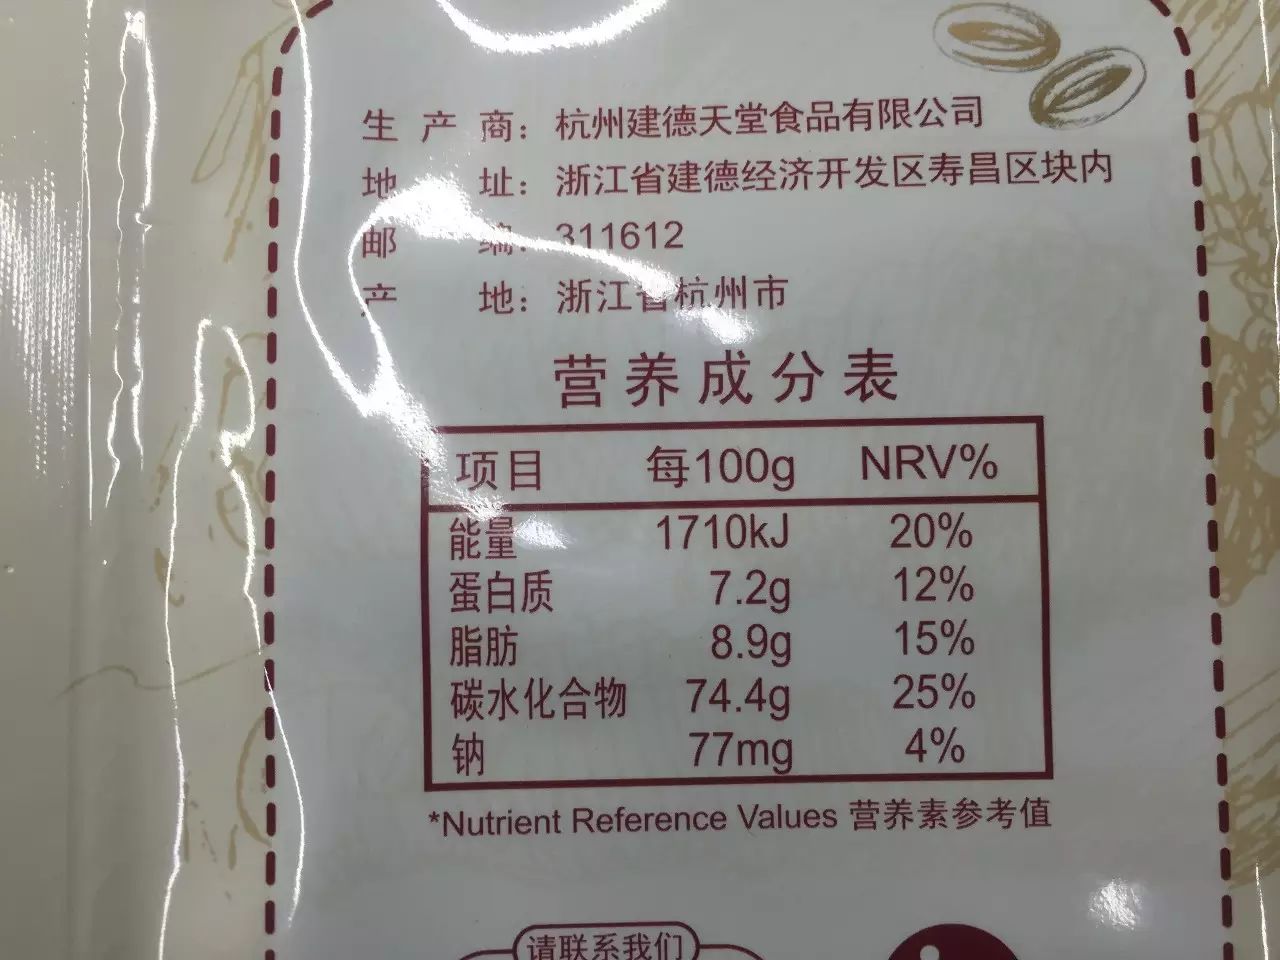 生产商：杭州建德天堂食品有限公司
地址：浙江省建德经济开发区寿昌区块内
邮编：311612
产地：浙江省杭州市
营养成分表
项目 每100g NRV%
能量 1710kJ 20%
蛋白质 7.2g 12%
脂肪 8.9g 15%
碳水化合物 74.4g 25%
钠 77mg 4%
*Nutrient Reference Values 营养素参考值
请联系我们